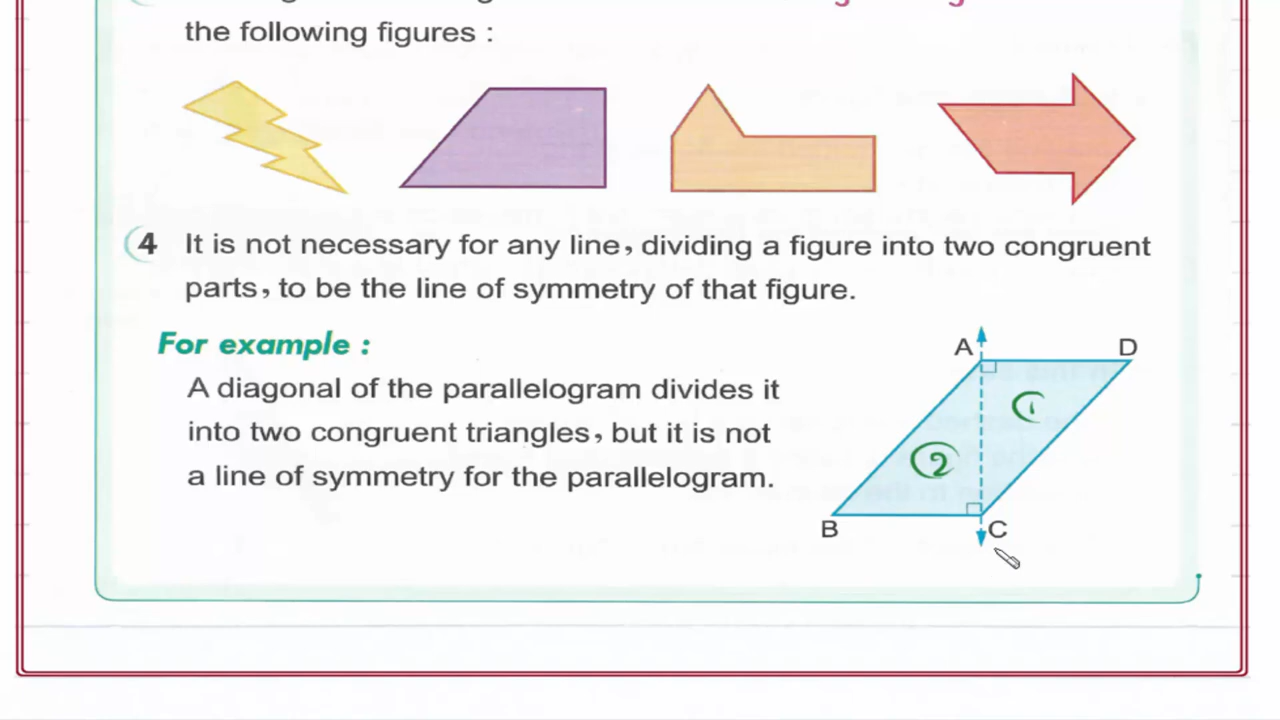 the following figures :
4 It is not necessary for any line, dividing a figure into two congruent
parts, to be the line of symmetry of that figure.
For example :
A diagonal of the parallelogram divides it
into two congruent triangles, but it is not
a line of symmetry for the parallelogram.
A
D
1
2
B
C